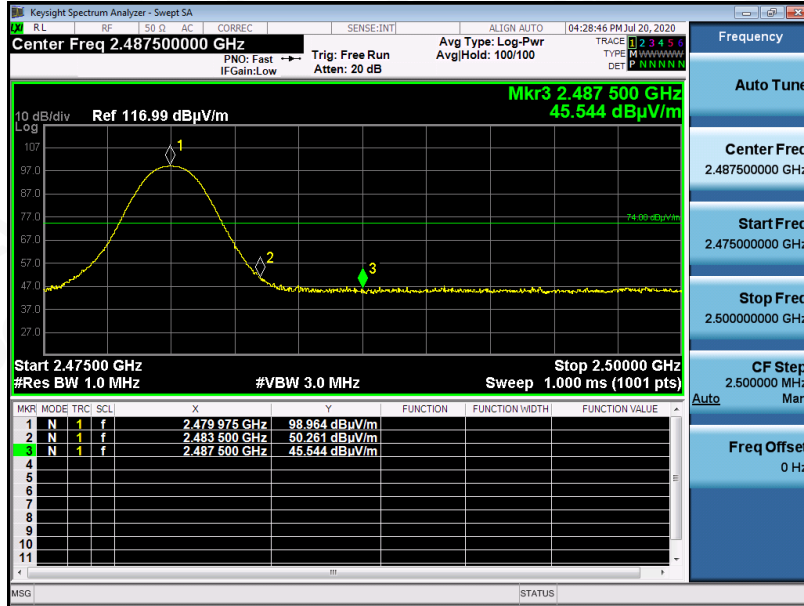 Keysight Spectrum Analyzer - Swept SA
LXI RL RF 50 Ω AC CORREC SENSE:INT ALIGN AUTO 04:28:46 PM Jul 20, 2020
Center Freq 2.487500000 GHz
PNO: Fast
IFGain:Low
Trig: Free Run
Atten: 20 dB
Avg Type: Log-Pwr
Avg|Hold: 100/100
TRACE 1 2 3 4 5 6
TYPE M WWWWW
DET P N N N N N
Mkr3 2.487 500 GHz
45.544 dBµV/m
10 dB/div Ref 116.99 dBµV/m
Log
107
97.0
87.0
77.0
67.0
57.0
47.0
37.0
27.0
1
2
3
74.00 dBµV/m
Start 2.47500 GHz Stop 2.50000 GHz
#Res BW 1.0 MHz #VBW 3.0 MHz Sweep 1.000 ms (1001 pts)
MKR MODE TRC SCL X Y FUNCTION FUNCTION WIDTH FUNCTION VALUE
1 N 1 f 2.479 975 GHz 98.964 dBµV/m
2 N 1 f 2.483 500 GHz 50.261 dBµV/m
3 N 1 f 2.487 500 GHz 45.544 dBµV/m
4
5
6
7
8
9
10
11
MSG STATUS
Frequency
Auto Tune
Center Freq
2.487500000 GHz
Start Freq
2.475000000 GHz
Stop Freq
2.500000000 GHz
CF Step
2.500000 MHz
Auto Man
Freq Offset
0 Hz